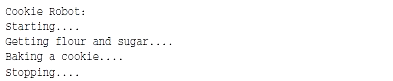 Cookie Robot:
Starting....
Getting flour and sugar....
Baking a cookie....
Stopping....